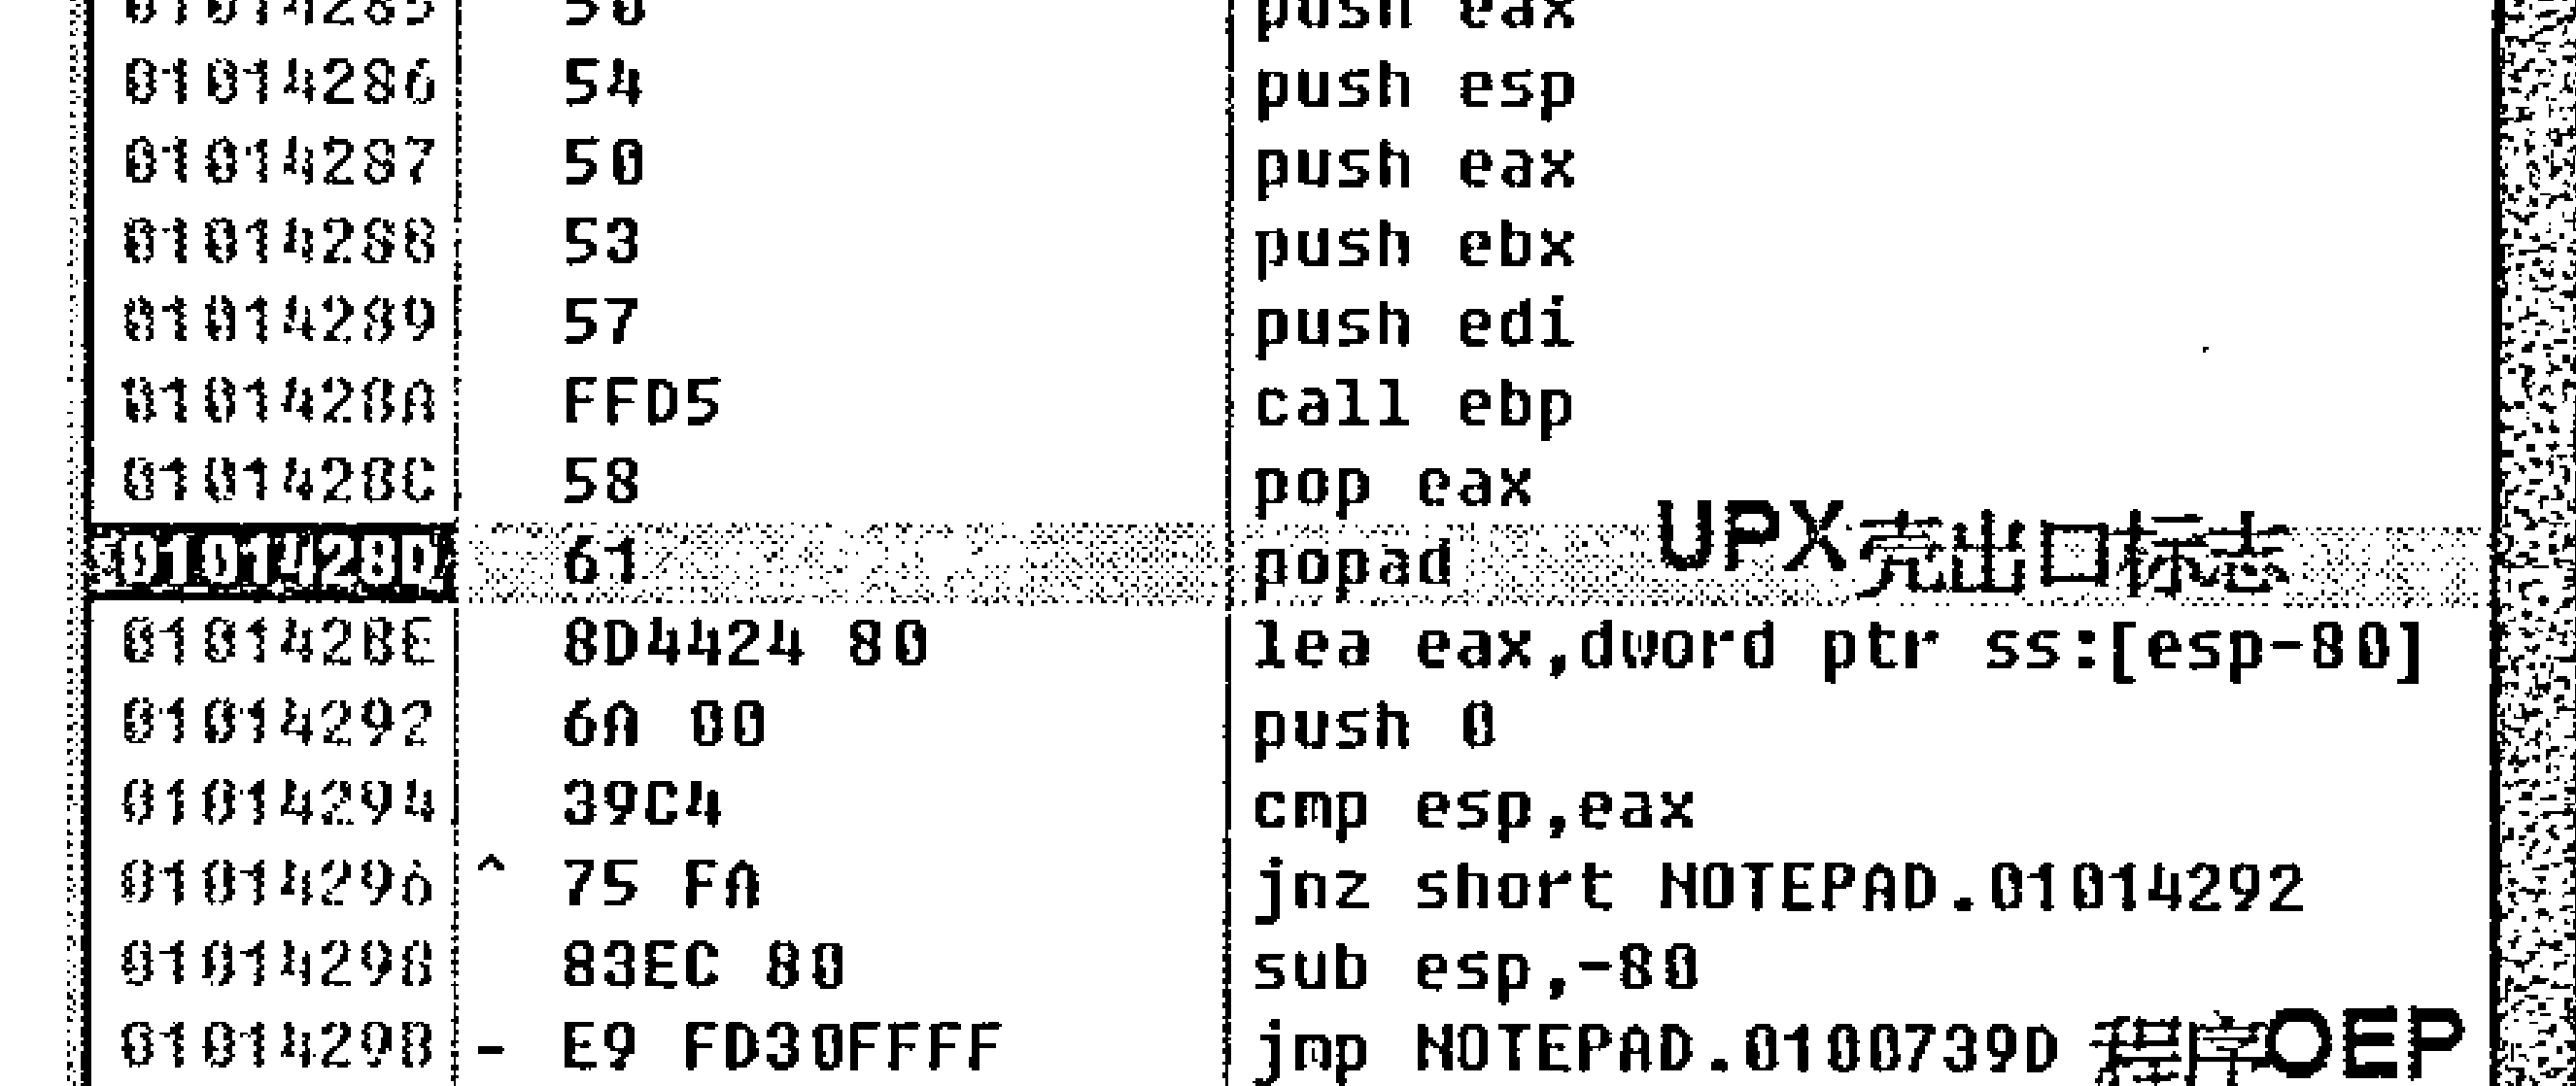 01014285 50 push eax
01014286 54 push esp
01014287 50 push eax
01014288 53 push ebx
01014289 57 push edi
0101428A FFD5 call ebp
0101428C 58 pop eax
0101428D 61 popad UPX壳出口标志
0101428E 8D4424 80 lea eax,dword ptr ss:[esp-80]
01014292 6A 00 push 0
01014294 39C4 cmp esp,eax
01014296 ^ 75 FA jnz short NOTEPAD.01014292
01014298 83EC 80 sub esp,-80
0101429B - E9 FD30FFFF jmp NOTEPAD.0100739D 程序OEP